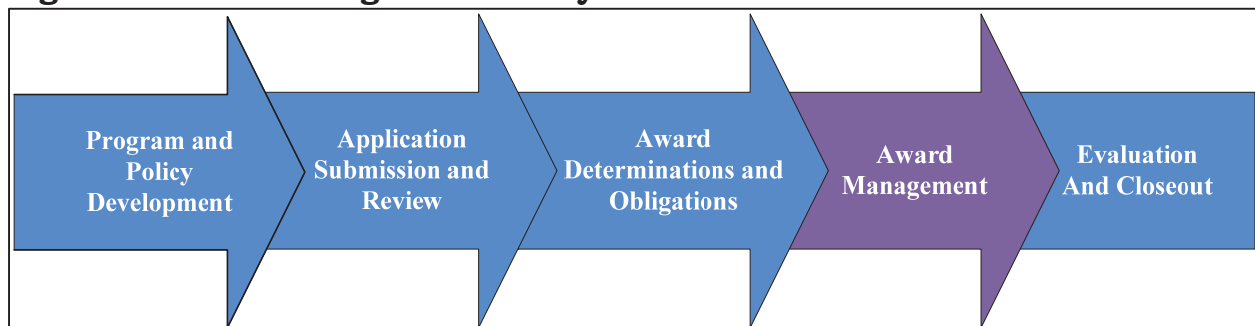 Program and
Policy
Development
Application
Submission and
Review
Award
Determinations and
Obligations
Award
Management
Evaluation
And Closeout